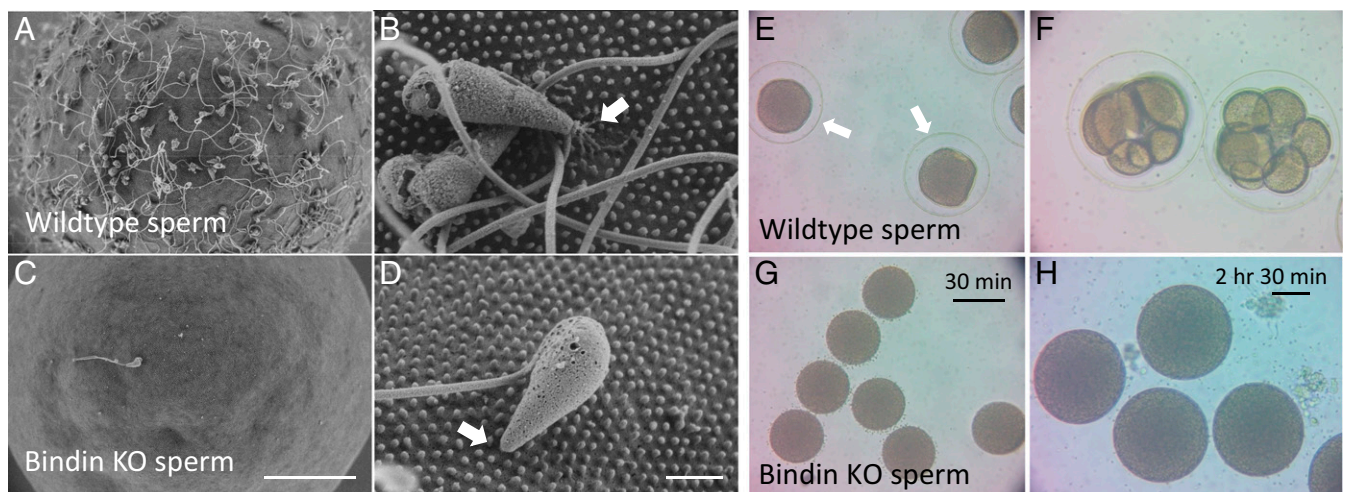 A
Wildtype sperm
B
C
Bindin KO sperm
D
E
Wildtype sperm
F
G
30 min
Bindin KO sperm
H
2 hr 30 min